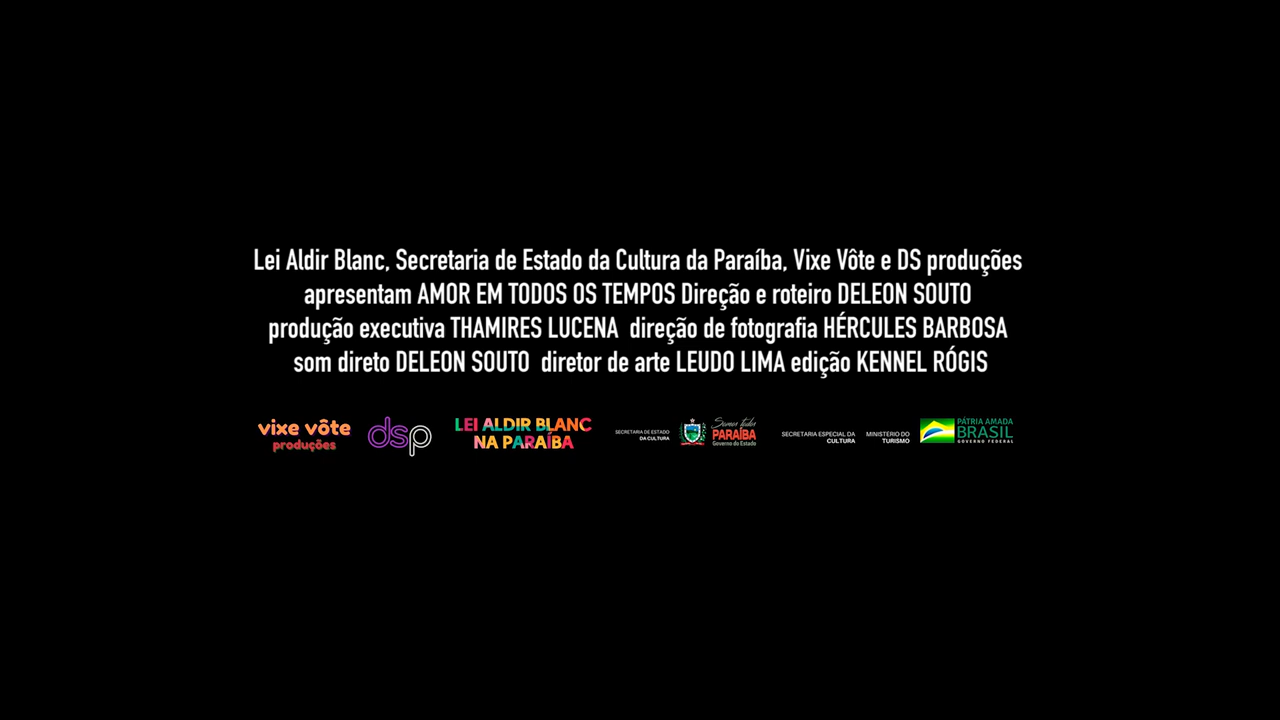 Lei Aldir Blanc, Secretaria de Estado da Cultura da Paraíba, Vixe Vôte e DS produções
apresentam AMOR EM TODOS OS TEMPOS Direção e roteiro DELEON SOUTO
produção executiva THAMIRES LUCENA direção de fotografia HÉRCULES BARBOSA
som direto DELEON SOUTO diretor de arte LEUDO LIMA edição KENNEL RÓGIS
vixe vôte
produções
dsp
LEI ALDIR BLANC
NA PARAÍBA
SECRETARIA DE ESTADO
DA CULTURA
Somos todos
PARAÍBA
Governo do Estado
SECRETARIA ESPECIAL DA
CULTURA
MINISTÉRIO DO
TURISMO
PÁTRIA AMADA
BRASIL
GOVERNO FEDERAL